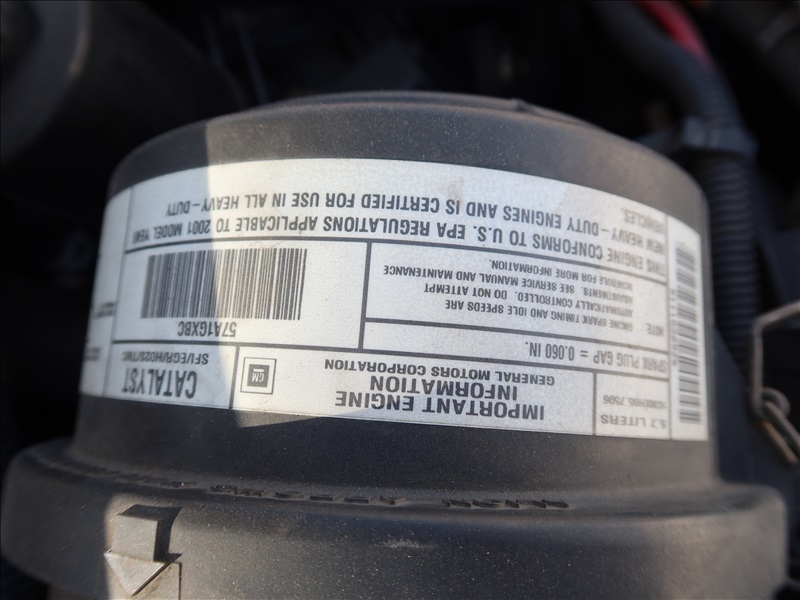 IMPORTANT ENGINE
INFORMATION
GENERAL MOTORS CORPORATION
GM
CATALYST
SFI/EGR/HO2S/TWC
5.7 LITERS
SPARK PLUG GAP = 0.060 IN.
57A1GXBC
NOTE:
ENGINE SPARK TIMING AND IDLE SPEEDS ARE
AUTOMATICALLY CONTROLLED. DO NOT ATTEMPT
ADJUSTMENTS. SEE SERVICE MANUAL AND MAINTENANCE
SCHEDULE FOR MORE INFORMATION.
THIS ENGINE CONFORMS TO U.S. EPA REGULATIONS APPLICABLE TO 2001 MODEL YEAR
NEW HEAVY-DUTY ENGINES AND IS CERTIFIED FOR USE IN ALL HEAVY-DUTY
VEHICLES.